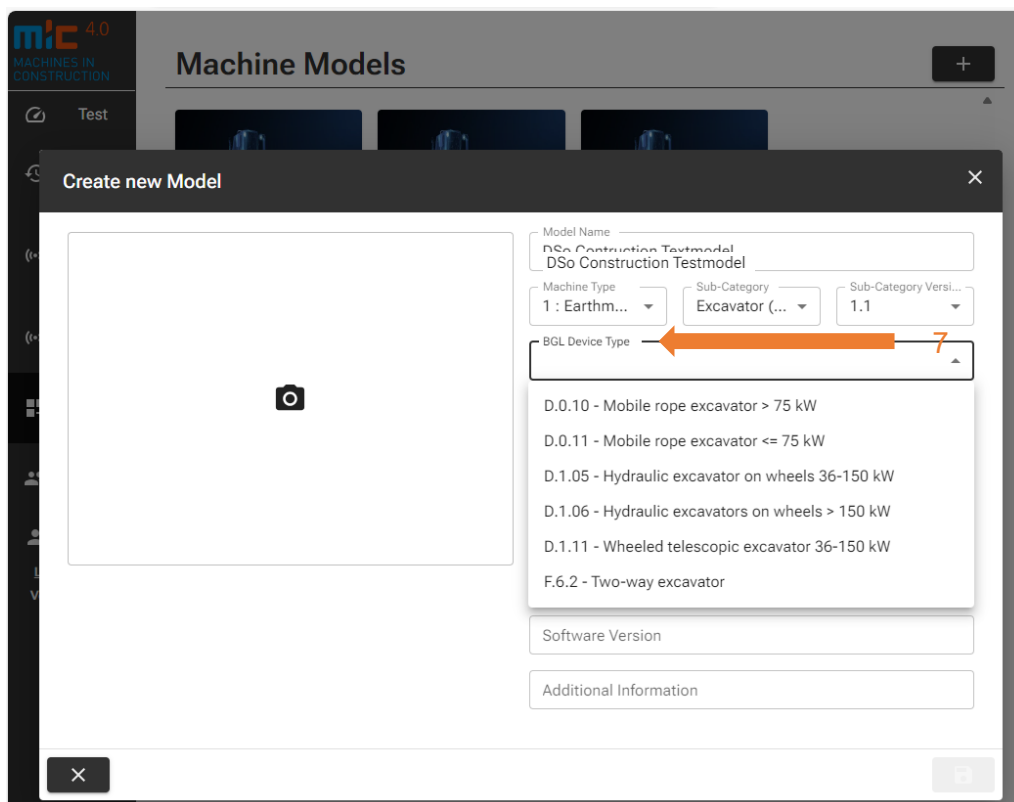 mic 4.0
MACHINES IN
CONSTRUCTION
Machine Models
+
Test
Create new Model
Model Name
DSo Contruction Textmodel
DSo Construction Testmodel
Machine Type
Sub-Category
Sub-Category Versi...
1 : Earthm...
Excavator (...
1.1
BGL Device Type
7
D.0.10 - Mobile rope excavator > 75 kW
D.0.11 - Mobile rope excavator <= 75 kW
D.1.05 - Hydraulic excavator on wheels 36-150 kW
D.1.06 - Hydraulic excavators on wheels > 150 kW
D.1.11 - Wheeled telescopic excavator 36-150 kW
F.6.2 - Two-way excavator
Software Version
Additional Information